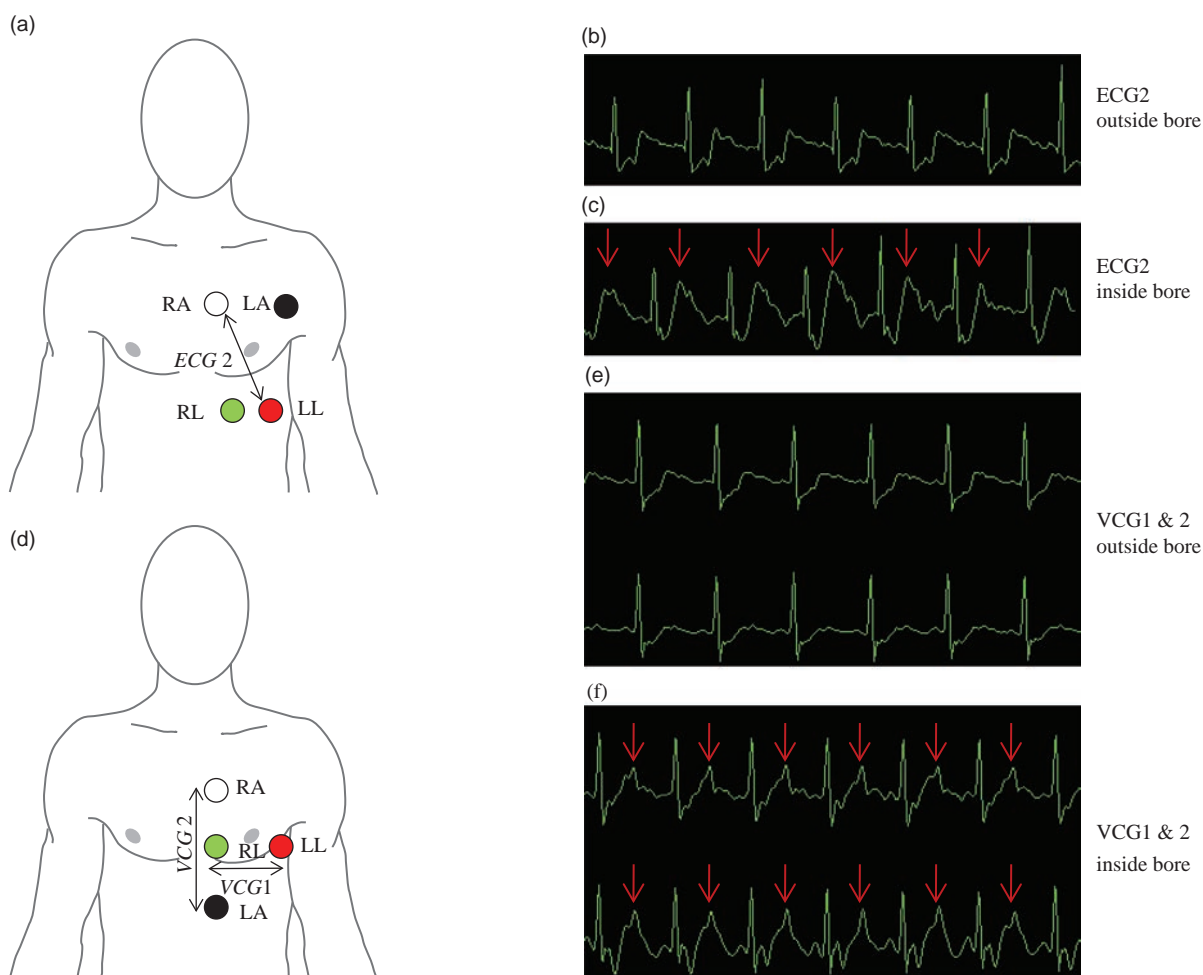 (a)
RA
LA
ECG 2
RL
LL
(b)
ECG2
outside bore
(c)
ECG2
inside bore
(d)
RA
VCG 2
RL
LL
VCG1
LA
(e)
VCG1 & 2
outside bore
(f)
VCG1 & 2
inside bore